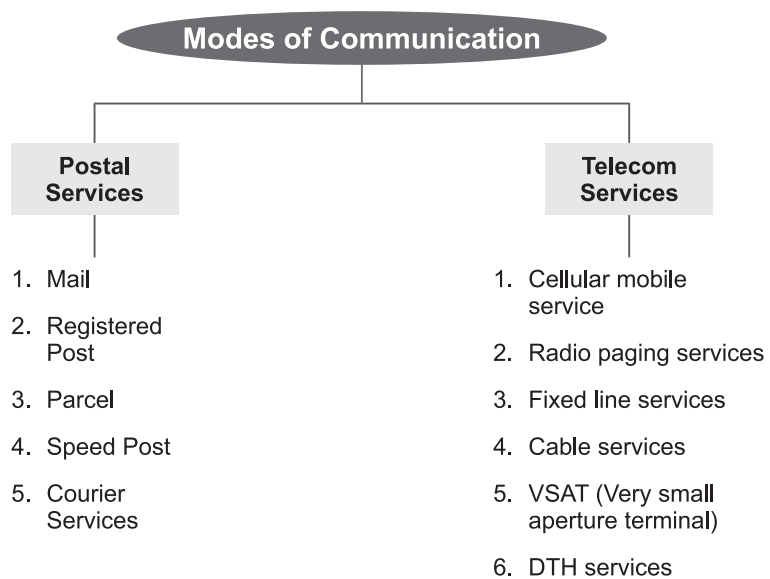 Modes of Communication
Postal
Services
1. Mail
2. Registered
Post
3. Parcel
4. Speed Post
5. Courier
Services
Telecom
Services
1. Cellular mobile
service
2. Radio paging services
3. Fixed line services
4. Cable services
5. VSAT (Very small
aperture terminal)
6. DTH services